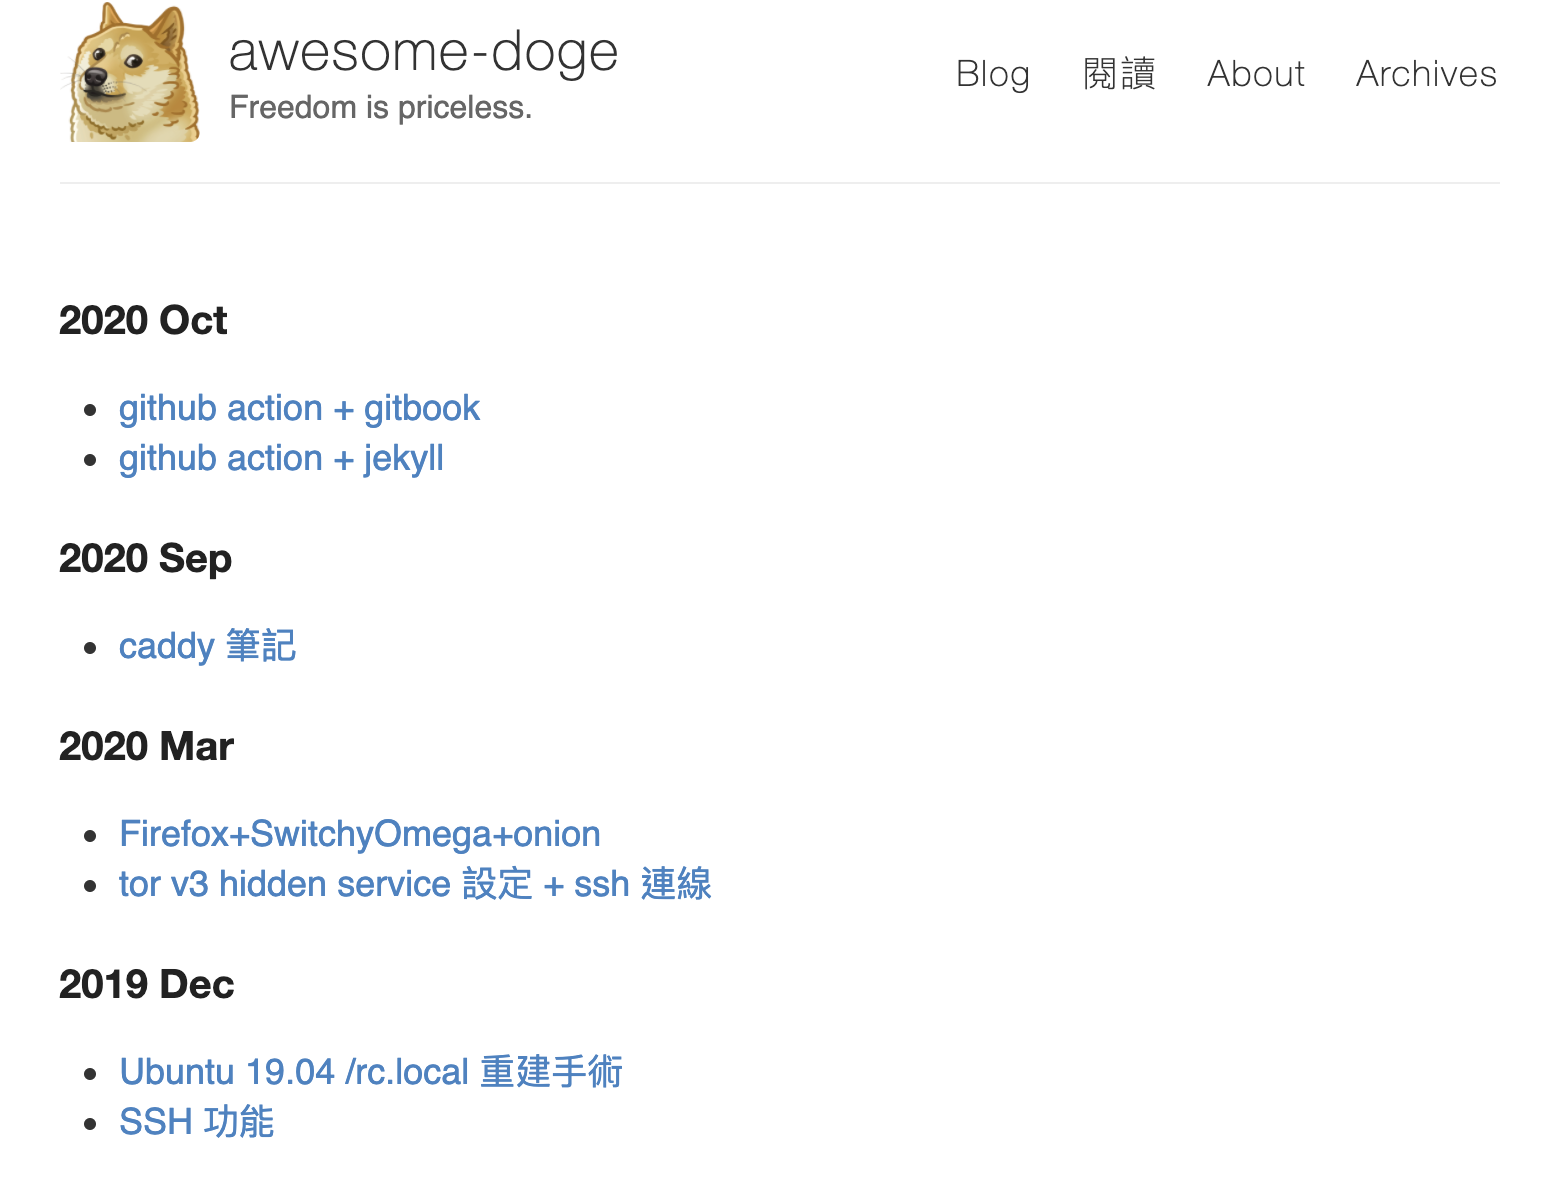 awesome-doge
Freedom is priceless.
Blog 閱讀 About Archives
2020 Oct
github action + gitbook
github action + jekyll
2020 Sep
caddy 筆記
2020 Mar
Firefox+SwitchyOmega+onion
tor v3 hidden service 設定 + ssh 連線
2019 Dec
Ubuntu 19.04 /rc.local 重建手術
SSH 功能